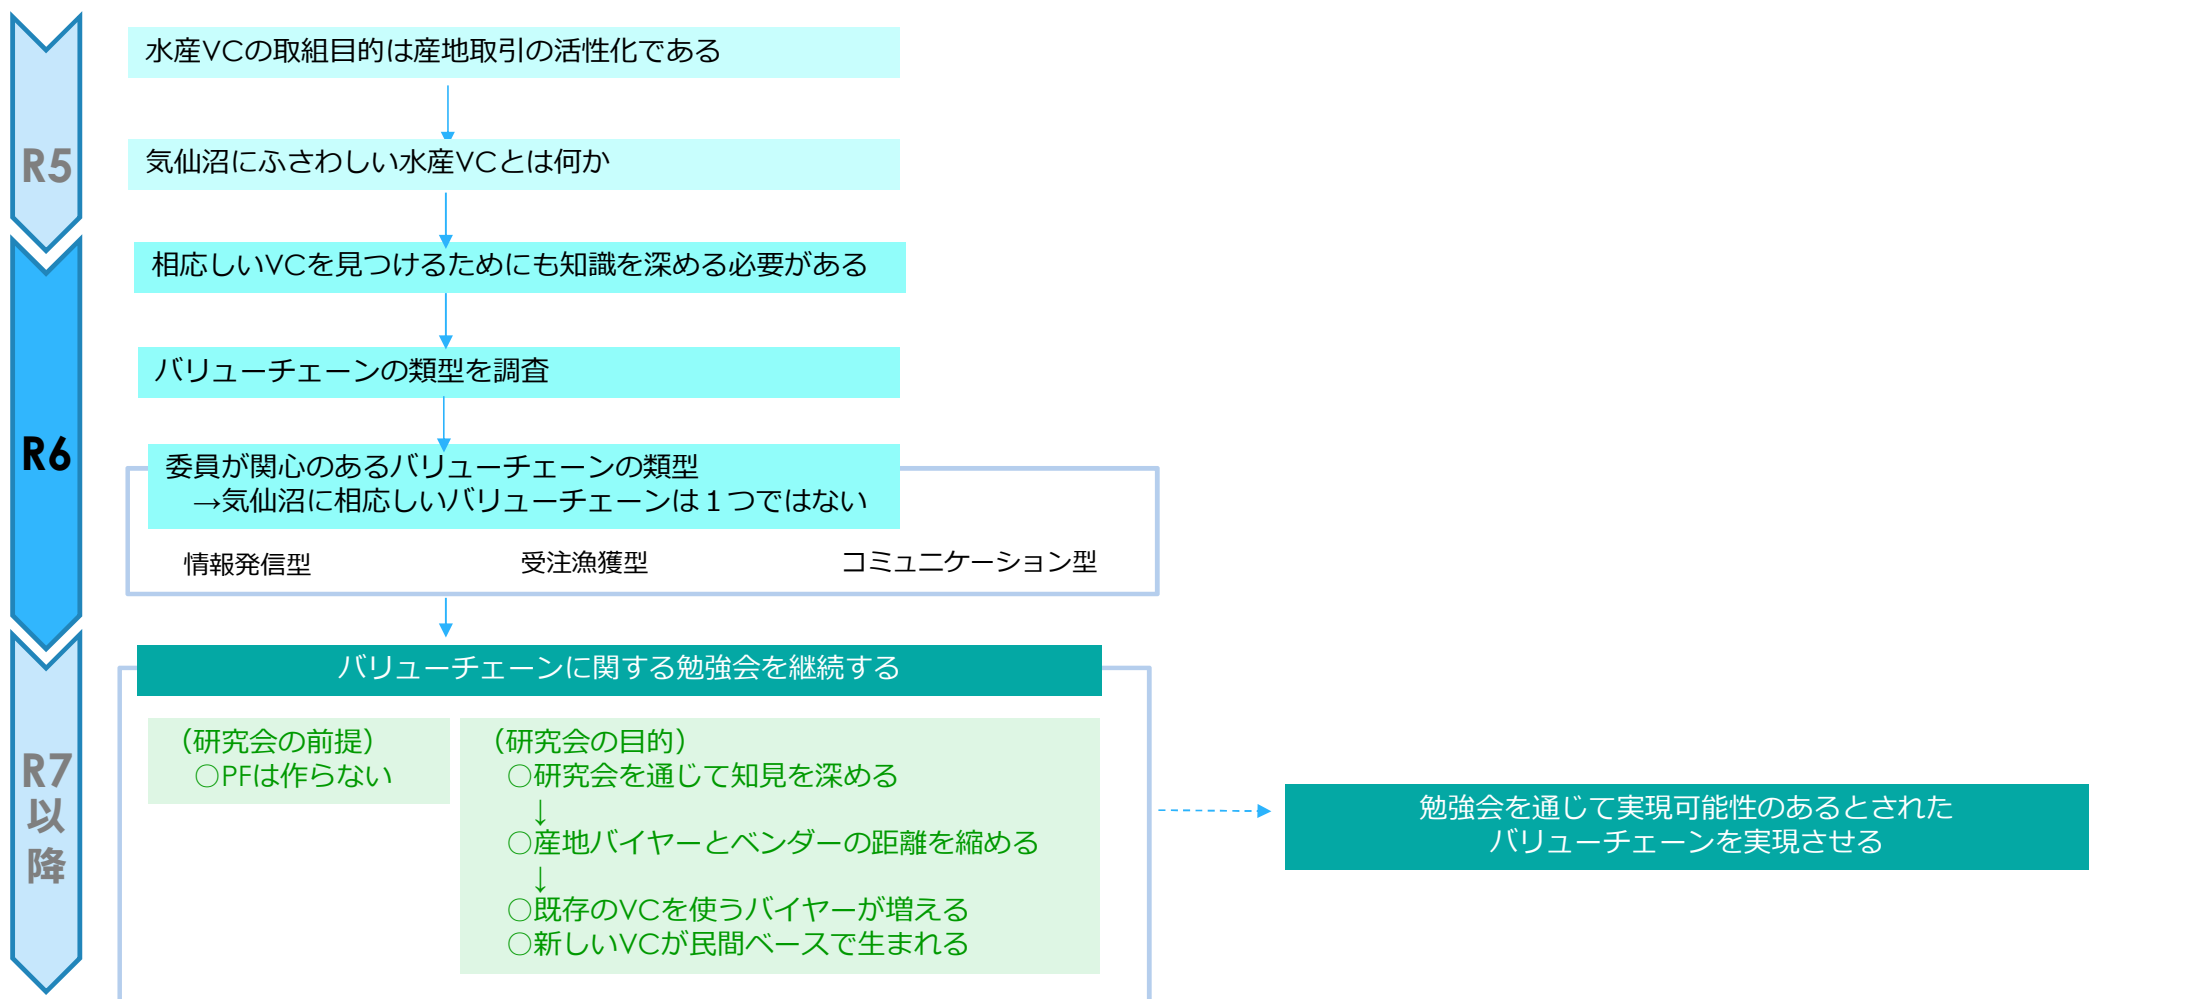 R5
水産VCの取組目的は産地取引の活性化である
気仙沼にふさわしい水産VCとは何か
R6
相応しいVCを見つけるためにも知識を深める必要がある
バリューチェーンの類型を調査
委員が関心のあるバリューチェーンの類型
→気仙沼に相応しいバリューチェーンは１つではない
情報発信型
受注漁獲型
コミュニケーション型
R7
以
降
バリューチェーンに関する勉強会を継続する
（研究会の前提）
○PFは作らない
（研究会の目的）
○研究会を通じて知見を深める
↓
○産地バイヤーとベンダーの距離を縮める
↓
○既存のVCを使うバイヤーが増える
○新しいVCが民間ベースで生まれる
勉強会を通じて実現可能性のあるとされた
バリューチェーンを実現させる